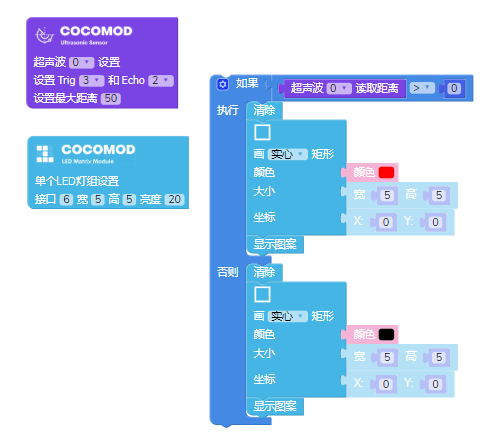 COCOMOD
Ultrasonic Sensor
超声波 0 设置
设置 Trig 3 和 Echo 2
设置最大距离 50
COCOMOD
LED Matrix Module
单个LED灯组设置
接口 6 宽 5 高 5 亮度 20
如果 超声波 0 读取距离 > 0
执行 清除
画 实心 矩形
颜色 颜色
大小 宽 5 高 5
坐标 X: 0 Y: 0
显示图案
否则 清除
画 实心 矩形
颜色 颜色
大小 宽 5 高 5
坐标 X: 0 Y: 0
显示图案